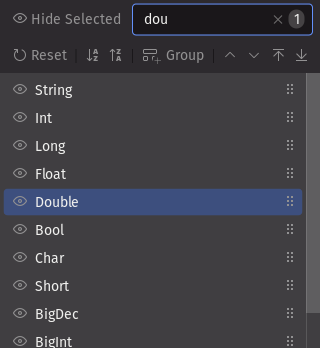 Hide Selected
dou
1
Reset
Group
String
Int
Long
Float
Double
Bool
Char
Short
BigDec
BigInt